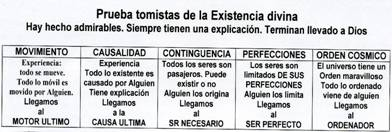 Prueba tomistas de la Existencia divina
Hay hecho admirables. Siempre tienen una explicación. Terminan llevado a Dios
MOVIMIENTO
Experiencia:
todo se mueve.
Todo lo móvil es
movido por Alguien.
Llegamos
al
MOTOR ULTIMO
CAUSALIDAD
Experiencia
Todo lo existente es
causado por Alguien
Tiene explicación
Llegamos
a la
CAUSA ULTIMA
CONTINGENCIA
Todos los seres son
pasajeros. Puede
existir o no
Alguien los origina
Llegamos
al
SR NECESARIO
PERFECCIONES
Los seres son
limitados DE SUS
PERFECCIONES
Alguien los limita
Llegamos
al
SER PERFECTO
ORDEN COSMICO
El universo tiene un
Orden maravilloso
Todo lo ordenado
viene de alguien
Llegamos
al
ORDENADOR